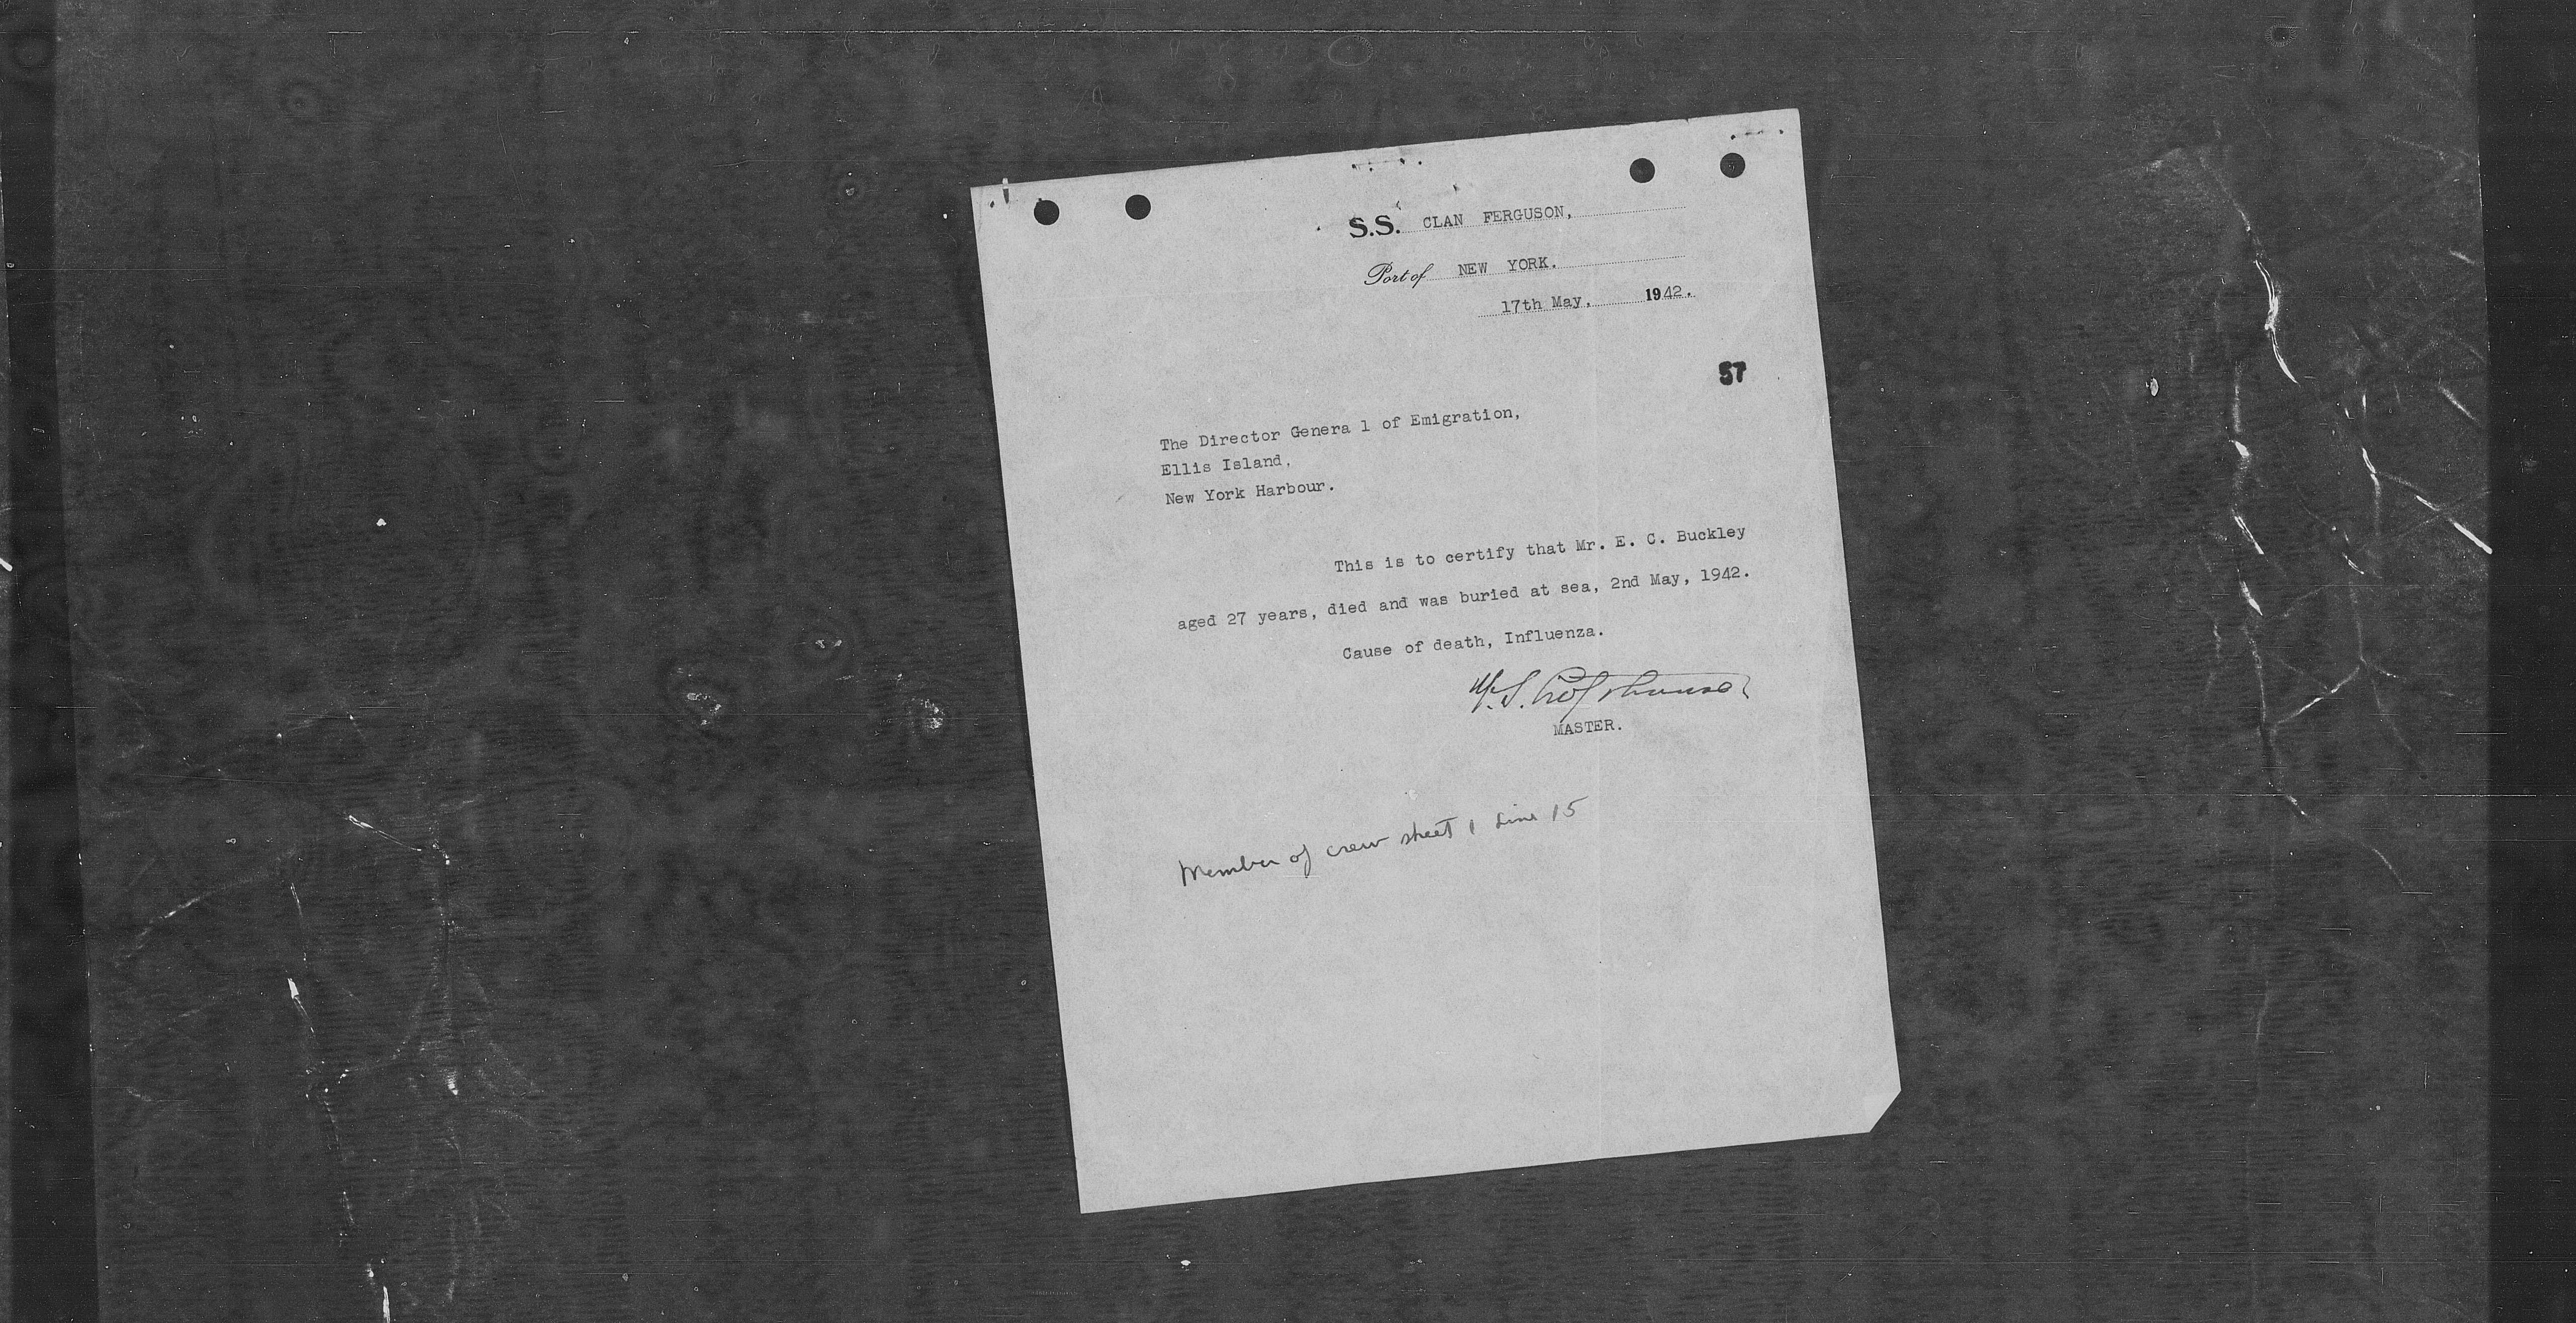 S.S. CLAN FERGUSON,
Port of NEW YORK.
17th May, 1942.
57
The Director Genera l of Emigration,
Ellis Island,
New York Harbour.
This is to certify that Mr. E. C. Buckley
aged 27 years, died and was buried at sea, 2nd May, 1942.
Cause of death, Influenza.
MASTER.
Member of crew sheet 1 Line 15